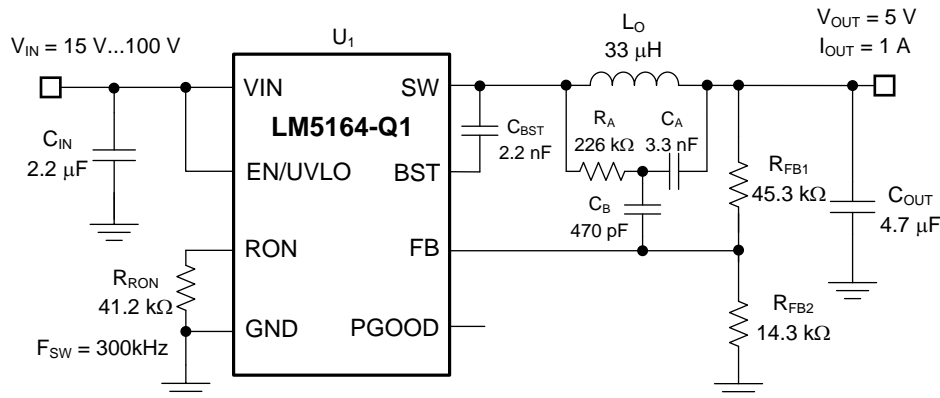 V_IN = 15 V...100 V
U_1
L_O
33 μH
V_OUT = 5 V
I_OUT = 1 A
VIN
SW
LM5164-Q1
C_IN
2.2 μF
C_BST
2.2 nF
R_A
226 kΩ
C_A
3.3 nF
EN/UVLO
BST
R_FB1
45.3 kΩ
C_OUT
4.7 μF
C_B
470 pF
RON
FB
R_RON
41.2 kΩ
GND
PGOOD
R_FB2
14.3 kΩ
F_SW = 300kHz